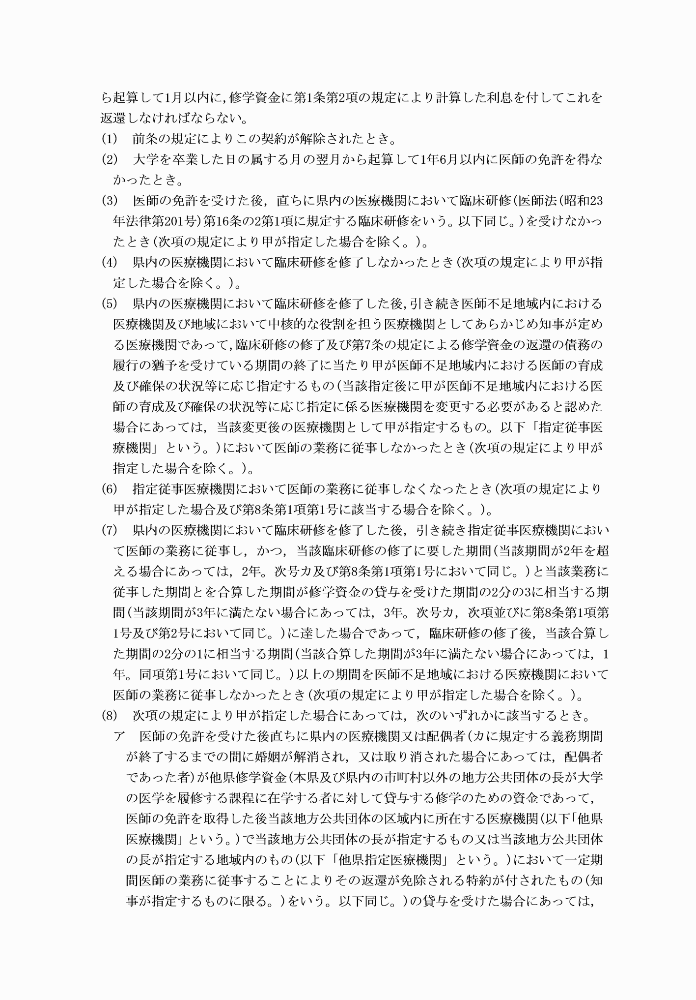 ら起算して1月以内に，修学資金に第1条第2項の規定により計算した利息を付してこれを
返還しなければならない。
(1)　前条の規定によりこの契約が解除されたとき。
(2)　大学を卒業した日の属する月の翌月から起算して1年6月以内に医師の免許を得な
かったとき。
(3)　医師の免許を受けた後，直ちに県内の医療機関において臨床研修(医師法(昭和23
年法律第201号)第16条の2第1項に規定する臨床研修をいう。以下同じ。)を受けなかっ
たとき(次項の規定により甲が指定した場合を除く。)。
(4)　県内の医療機関において臨床研修を修了しなかったとき(次項の規定により甲が指
定した場合を除く。)。
(5)　県内の医療機関において臨床研修を修了した後，引き続き医師不足地域内における
医療機関及び地域において中核的な役割を担う医療機関としてあらかじめ知事が定め
る医療機関であって，臨床研修の修了及び第7条の規定による修学資金の返還の債務の
履行の猶予を受けている期間の終了に当たり甲が医師不足地域内における医師の育成
及び確保の状況等に応じ指定するもの(当該指定後に甲が医師不足地域内における医
師の育成及び確保の状況等に応じ指定に係る医療機関を変更する必要があると認めた
場合にあっては，当該変更後の医療機関として甲が指定するもの。以下「指定従事医
療機関」という。)において医師の業務に従事しなかったとき(次項の規定により甲が
指定した場合を除く。)。
(6)　指定従事医療機関において医師の業務に従事しなくなったとき(次項の規定により
甲が指定した場合及び第8条第1項第1号に該当する場合を除く。)。
(7)　県内の医療機関において臨床研修を修了した後，引き続き指定従事医療機関におい
て医師の業務に従事し，かつ，当該臨床研修の修了に要した期間(当該期間が2年を超
える場合にあっては，2年。次号カ及び第8条第1項第1号において同じ。)と当該業務に
従事した期間とを合算した期間が修学資金の貸与を受けた期間の2分の3に相当する期
間(当該期間が3年に満たない場合にあっては，3年。次号カ，次項並びに第8条第1項第
1号及び第2号において同じ。)に達した場合であって，臨床研修の修了後，当該合算し
た期間の2分の1に相当する期間(当該合算した期間が3年に満たない場合にあっては，1
年。同項第1号において同じ。)以上の期間を医師不足地域における医療機関において
医師の業務に従事しなかったとき(次項の規定により甲が指定した場合を除く。)。
(8)　次項の規定により甲が指定した場合にあっては，次のいずれかに該当するとき。
ア　医師の免許を受けた後直ちに県内の医療機関又は配偶者(カに規定する義務期間
が終了するまでの間に婚姻が解消され，又は取り消された場合にあっては，配偶者
であった者)が他県修学資金(本県及び県内の市町村以外の地方公共団体の長が大学
の医学を履修する課程に在学する者に対して貸与する修学のための資金であって，
医師の免許を取得した後当該地方公共団体の区域内に所在する医療機関(以下「他県
医療機関」という。)で当該地方公共団体の長が指定するもの又は当該地方公共団体
の長が指定する地域内のもの(以下「他県指定医療機関」という。)において一定期
間医師の業務に従事することによりその返還が免除される特約が付されたもの(知
事が指定するものに限る。)をいう。以下同じ。)の貸与を受けた場合にあっては，